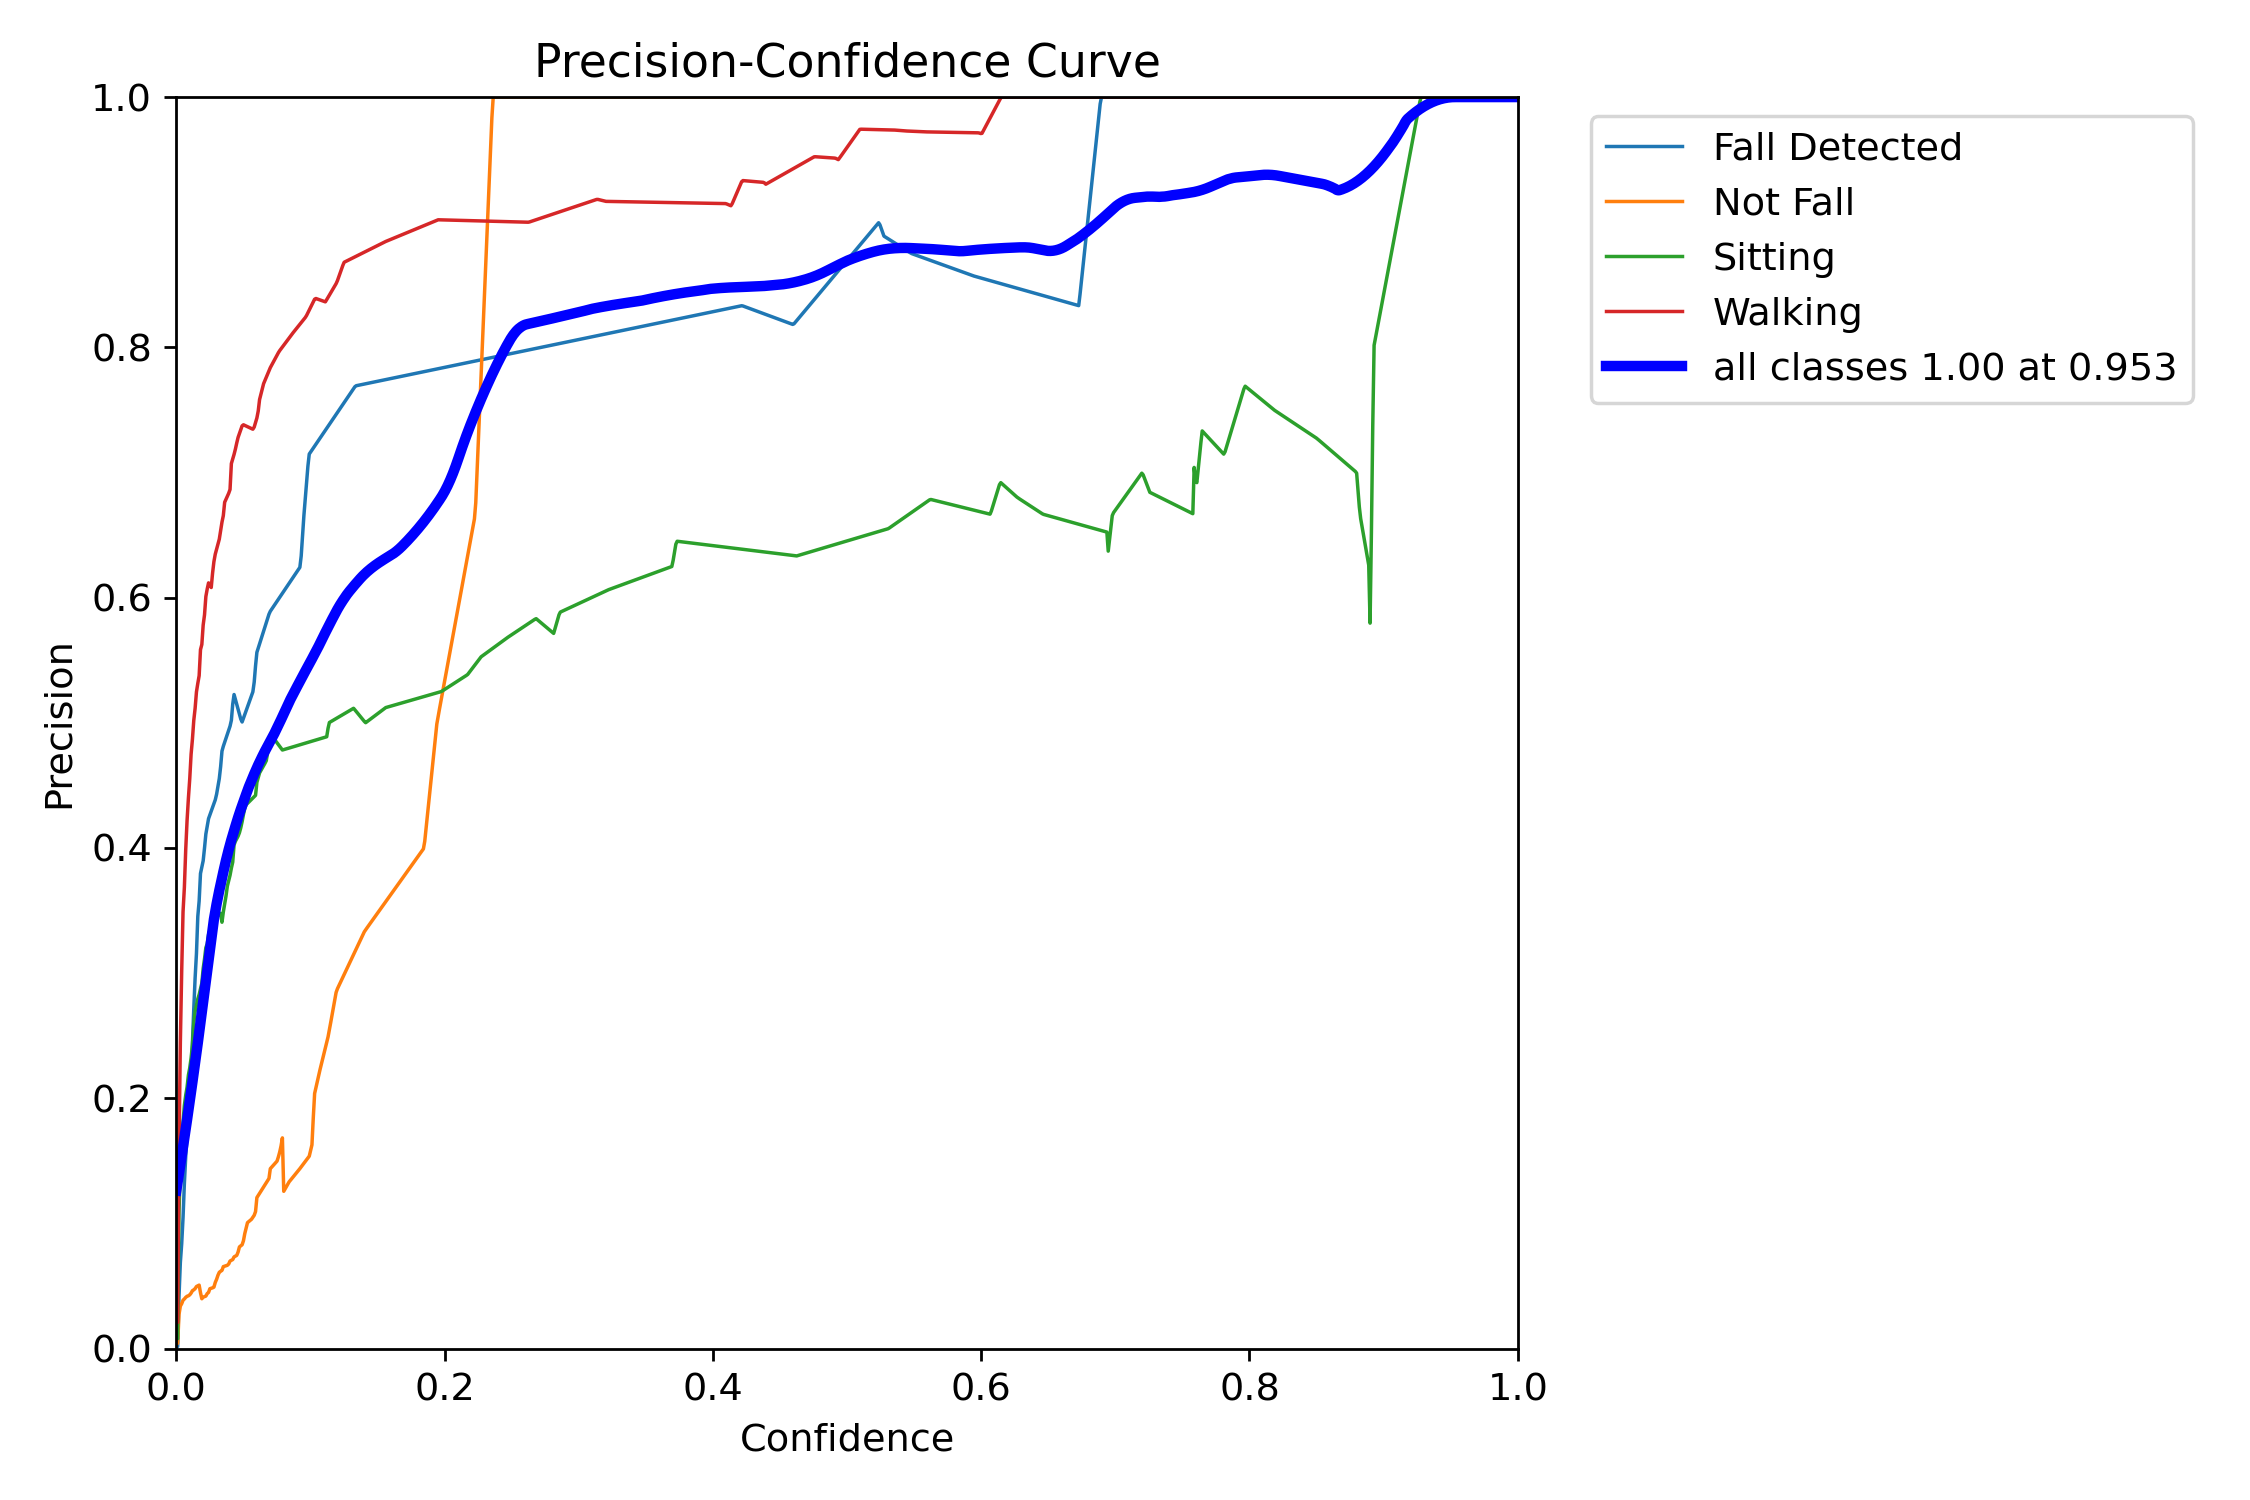 Precision-Confidence Curve
1.0
0.8
0.6
0.4
0.2
0.0
Precision
0.0 0.2 0.4 0.6 0.8 1.0
Confidence
Fall Detected
Not Fall
Sitting
Walking
all classes 1.00 at 0.953